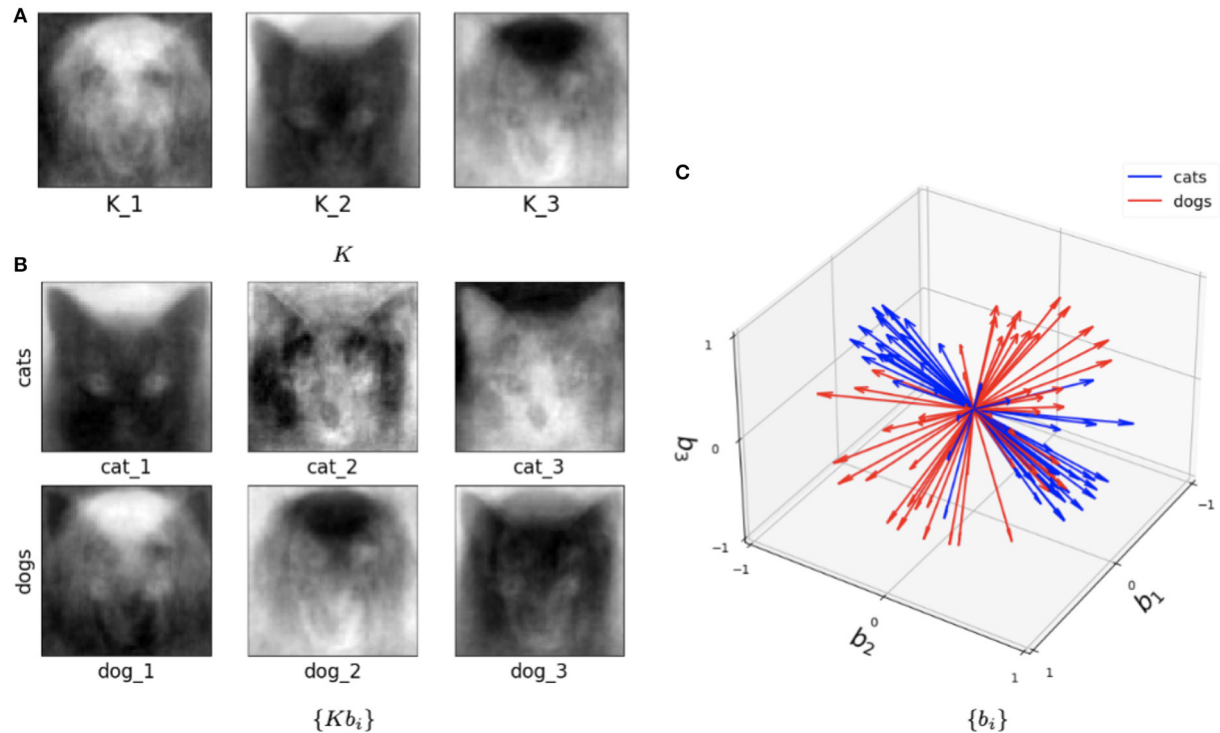 A
K_1 K_2 K_3
K
B
cats
cat_1 cat_2 cat_3
dogs
dog_1 dog_2 dog_3
{Kb_i}
C
cats
dogs
1
0
-1
b_3
-1
0
1
b_2
-1
0
1
b_1
{b_i}